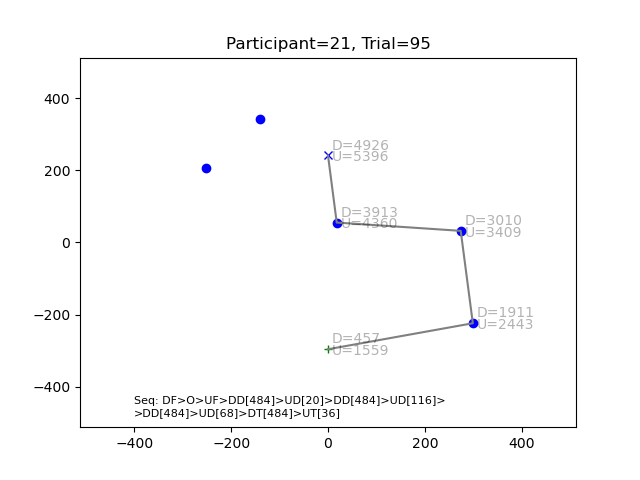 Participant=21, Trial=95
400
200
0
−200
−400
D=4926
U=5396
D=3913
U=4360
D=3010
U=3409
D=1911
U=2443
D=457
U=1559
Seq: DF>O>UF>DD[484]>UD[20]>DD[484]>UD[116]>
>DD[484]>UD[68]>DT[484]>UT[36]
−400
−200
0
200
400